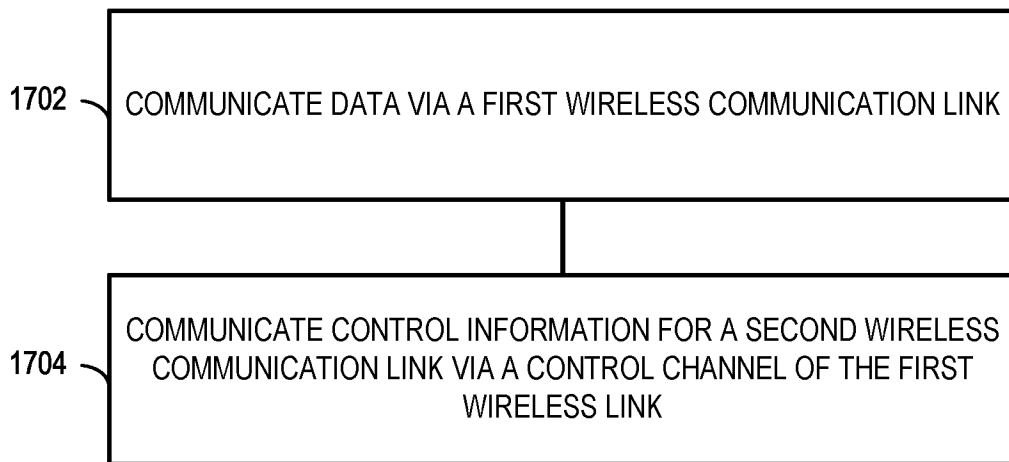 1702
COMMUNICATE DATA VIA A FIRST WIRELESS COMMUNICATION LINK
1704
COMMUNICATE CONTROL INFORMATION FOR A SECOND WIRELESS
COMMUNICATION LINK VIA A CONTROL CHANNEL OF THE FIRST
WIRELESS LINK